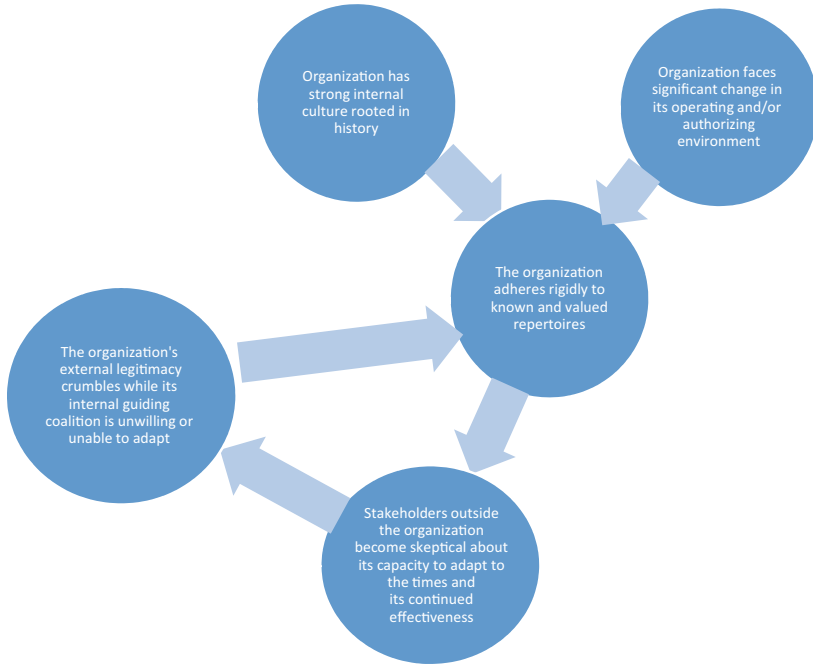 Organization has
strong internal
culture rooted in
history
Organization faces
significant change in
its operating and/or
authorizing
environment
The organization
adheres rigidly to
known and valued
repertoires
The organization's
external legitimacy
crumbles while its
internal guiding
coalition is unwilling or
unable to adapt
Stakeholders outside
the organization
become skeptical about
its capacity to adapt to
the times and
its continued
effectiveness